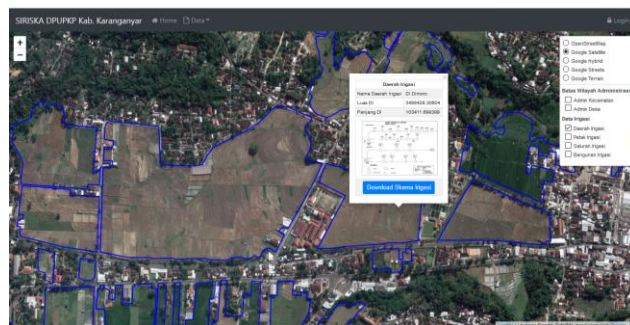 SIRISKA DPUPKP Kab. Karanganyar Home Data Login
+
−
OpenStreetMap
Google Satellite
Google Hybrid
Google Streets
Google Terrain
Batas Wilayah Administrasi
Admin Kecamatan
Admin Desa
Data Irigasi
Daerah Irigasi
Petak Irigasi
Saluran Irigasi
Bangunan Irigasi
Daerah Irigasi
Nama Daerah Irigasi DI Dimoro
Luas DI
Panjang DI
Download Skema Irigasi